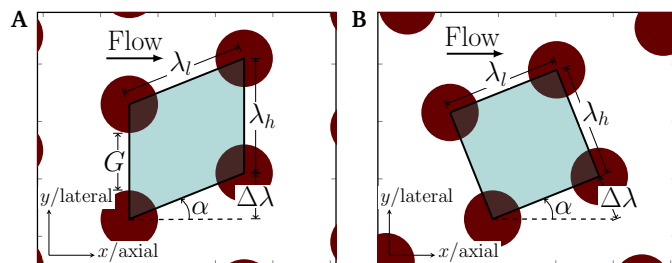 A
Flow
λ_l
λ_h
G
Δλ
α
y/lateral
x/axial
B
Flow
λ_l
λ_h
Δλ
α
y/lateral
x/axial